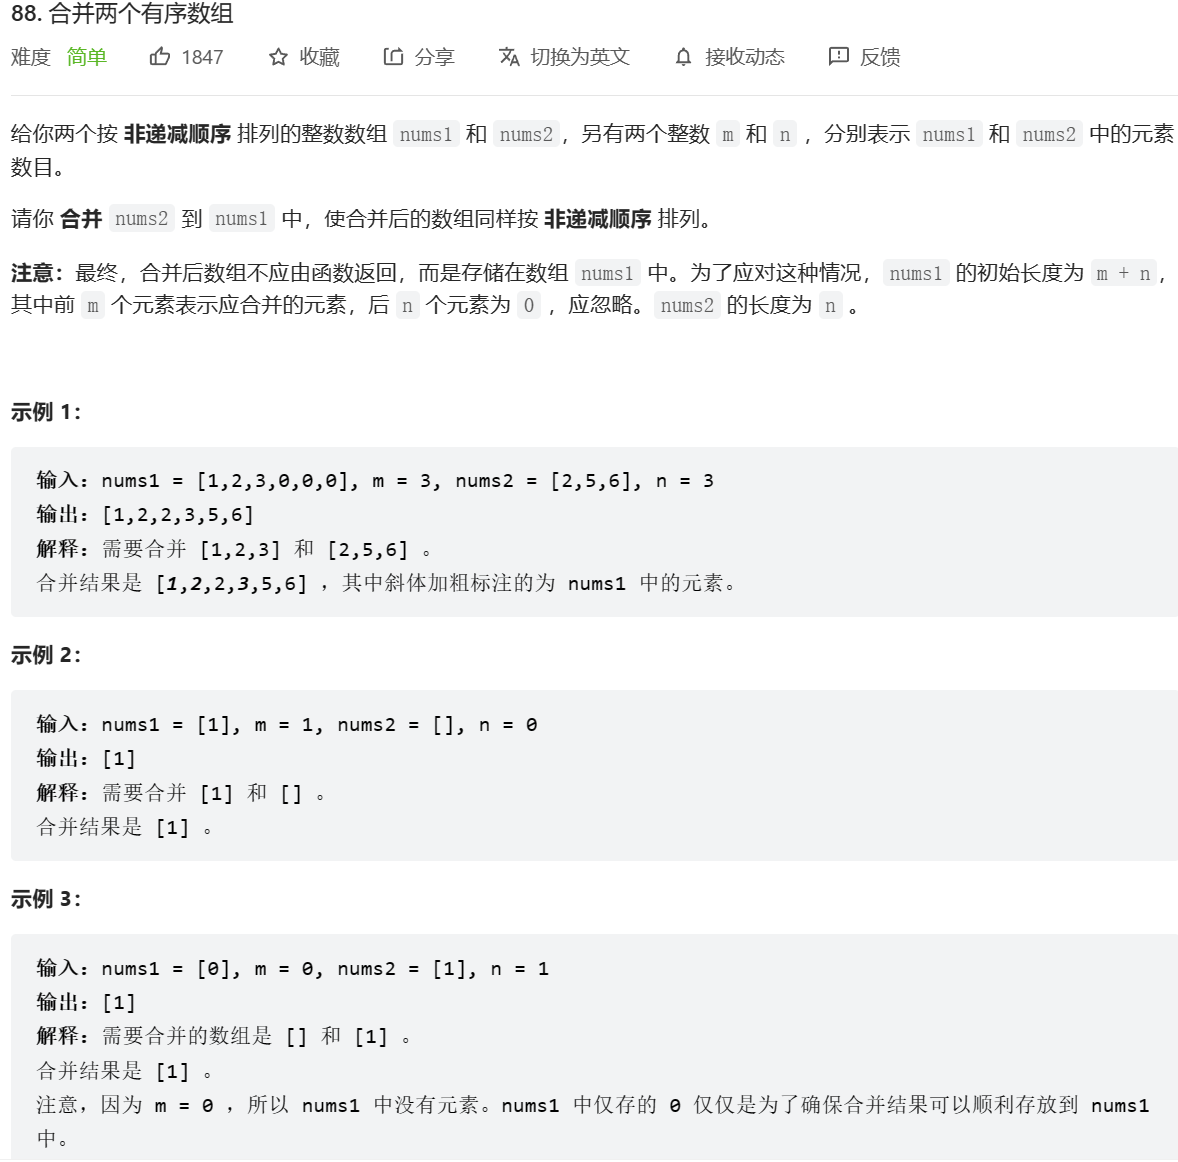 88. 合并两个有序数组
难度 简单 1847 收藏 分享 切换为英文 接收动态 反馈
给你两个按 非递减顺序 排列的整数数组 nums1 和 nums2，另有两个整数 m 和 n ，分别表示 nums1 和 nums2 中的元素
数目。
请你 合并 nums2 到 nums1 中，使合并后的数组同样按 非递减顺序 排列。
注意：最终，合并后数组不应由函数返回，而是存储在数组 nums1 中。为了应对这种情况，nums1 的初始长度为 m + n，
其中前 m 个元素表示应合并的元素，后 n 个元素为 0 ，应忽略。nums2 的长度为 n 。
示例 1：
输入：nums1 = [1,2,3,0,0,0], m = 3, nums2 = [2,5,6], n = 3
输出：[1,2,2,3,5,6]
解释：需要合并 [1,2,3] 和 [2,5,6] 。
合并结果是 [1,2,2,3,5,6] ，其中斜体加粗标注的为 nums1 中的元素。
示例 2：
输入：nums1 = [1], m = 1, nums2 = [], n = 0
输出：[1]
解释：需要合并 [1] 和 [] 。
合并结果是 [1] 。
示例 3：
输入：nums1 = [0], m = 0, nums2 = [1], n = 1
输出：[1]
解释：需要合并的数组是 [] 和 [1] 。
合并结果是 [1] 。
注意，因为 m = 0 ，所以 nums1 中没有元素。nums1 中仅存的 0 仅仅是为了确保合并结果可以顺利存放到 nums1
中。